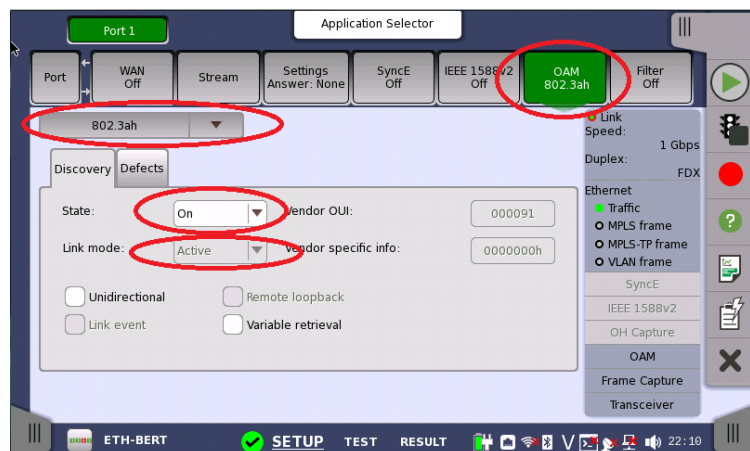 Port 1
Application Selector
Port
WAN
Off
Stream
Settings
Answer: None
SyncE
Off
IEEE 1588v2
Off
OAM
802.3ah
Filter
Off
802.3ah
Discovery
Defects
State:
On
Vendor OUI:
000091
Link mode:
Active
Vendor specific info:
0000000h
Unidirectional
Remote loopback
Link event
Variable retrieval
Link
Speed:
1 Gbps
Duplex:
FDX
Ethernet
Traffic
MPLS frame
MPLS-TP frame
VLAN frame
SyncE
IEEE 1588v2
OH Capture
OAM
Frame Capture
Transceiver
ETH-BERT
SETUP
TEST
RESULT
22:10